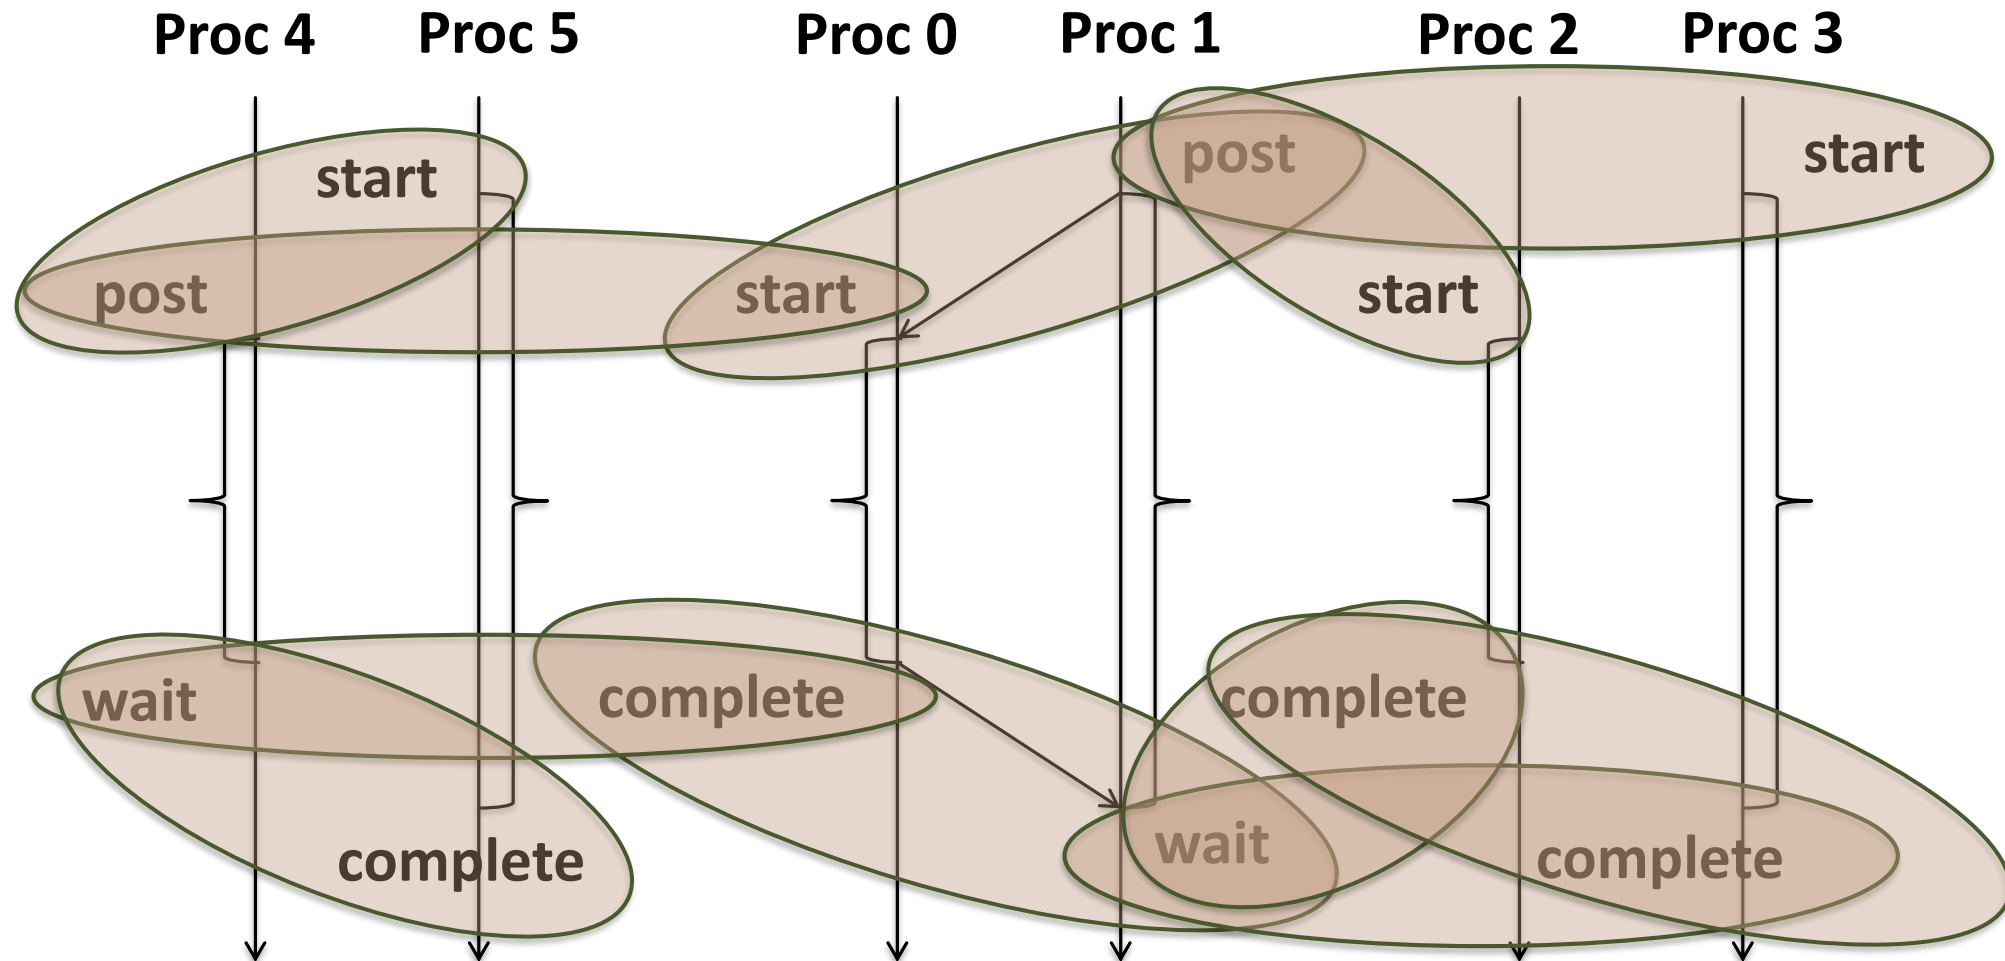 Proc 4 Proc 5 Proc 0 Proc 1 Proc 2 Proc 3
start post start
post start start
wait complete complete
complete wait complete